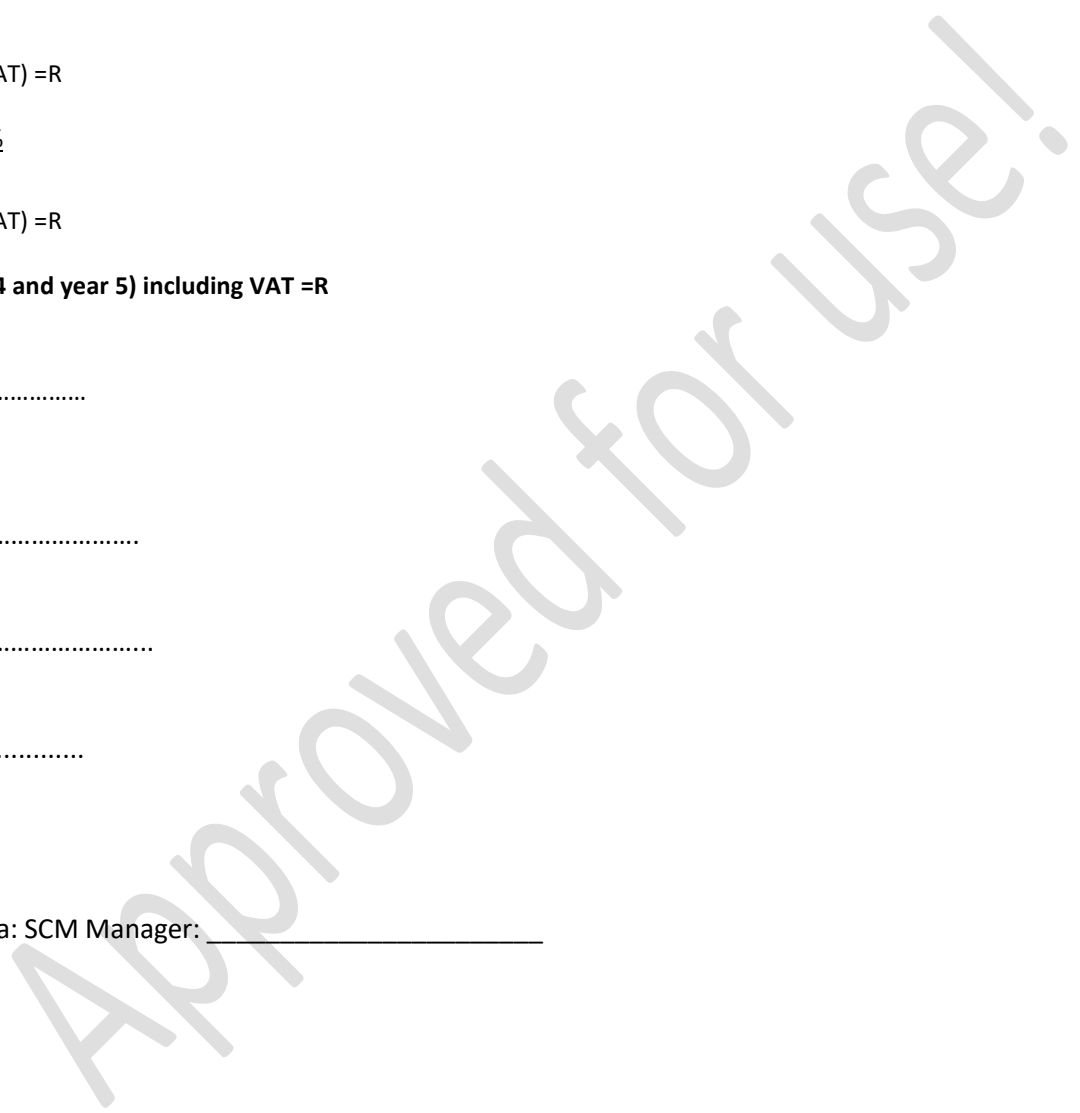 AT) =R
%
AT) =R
4 and year 5) including VAT =R
……………
………………….
…………………...
………….
a: SCM Manager: ________________________
Approved for use!